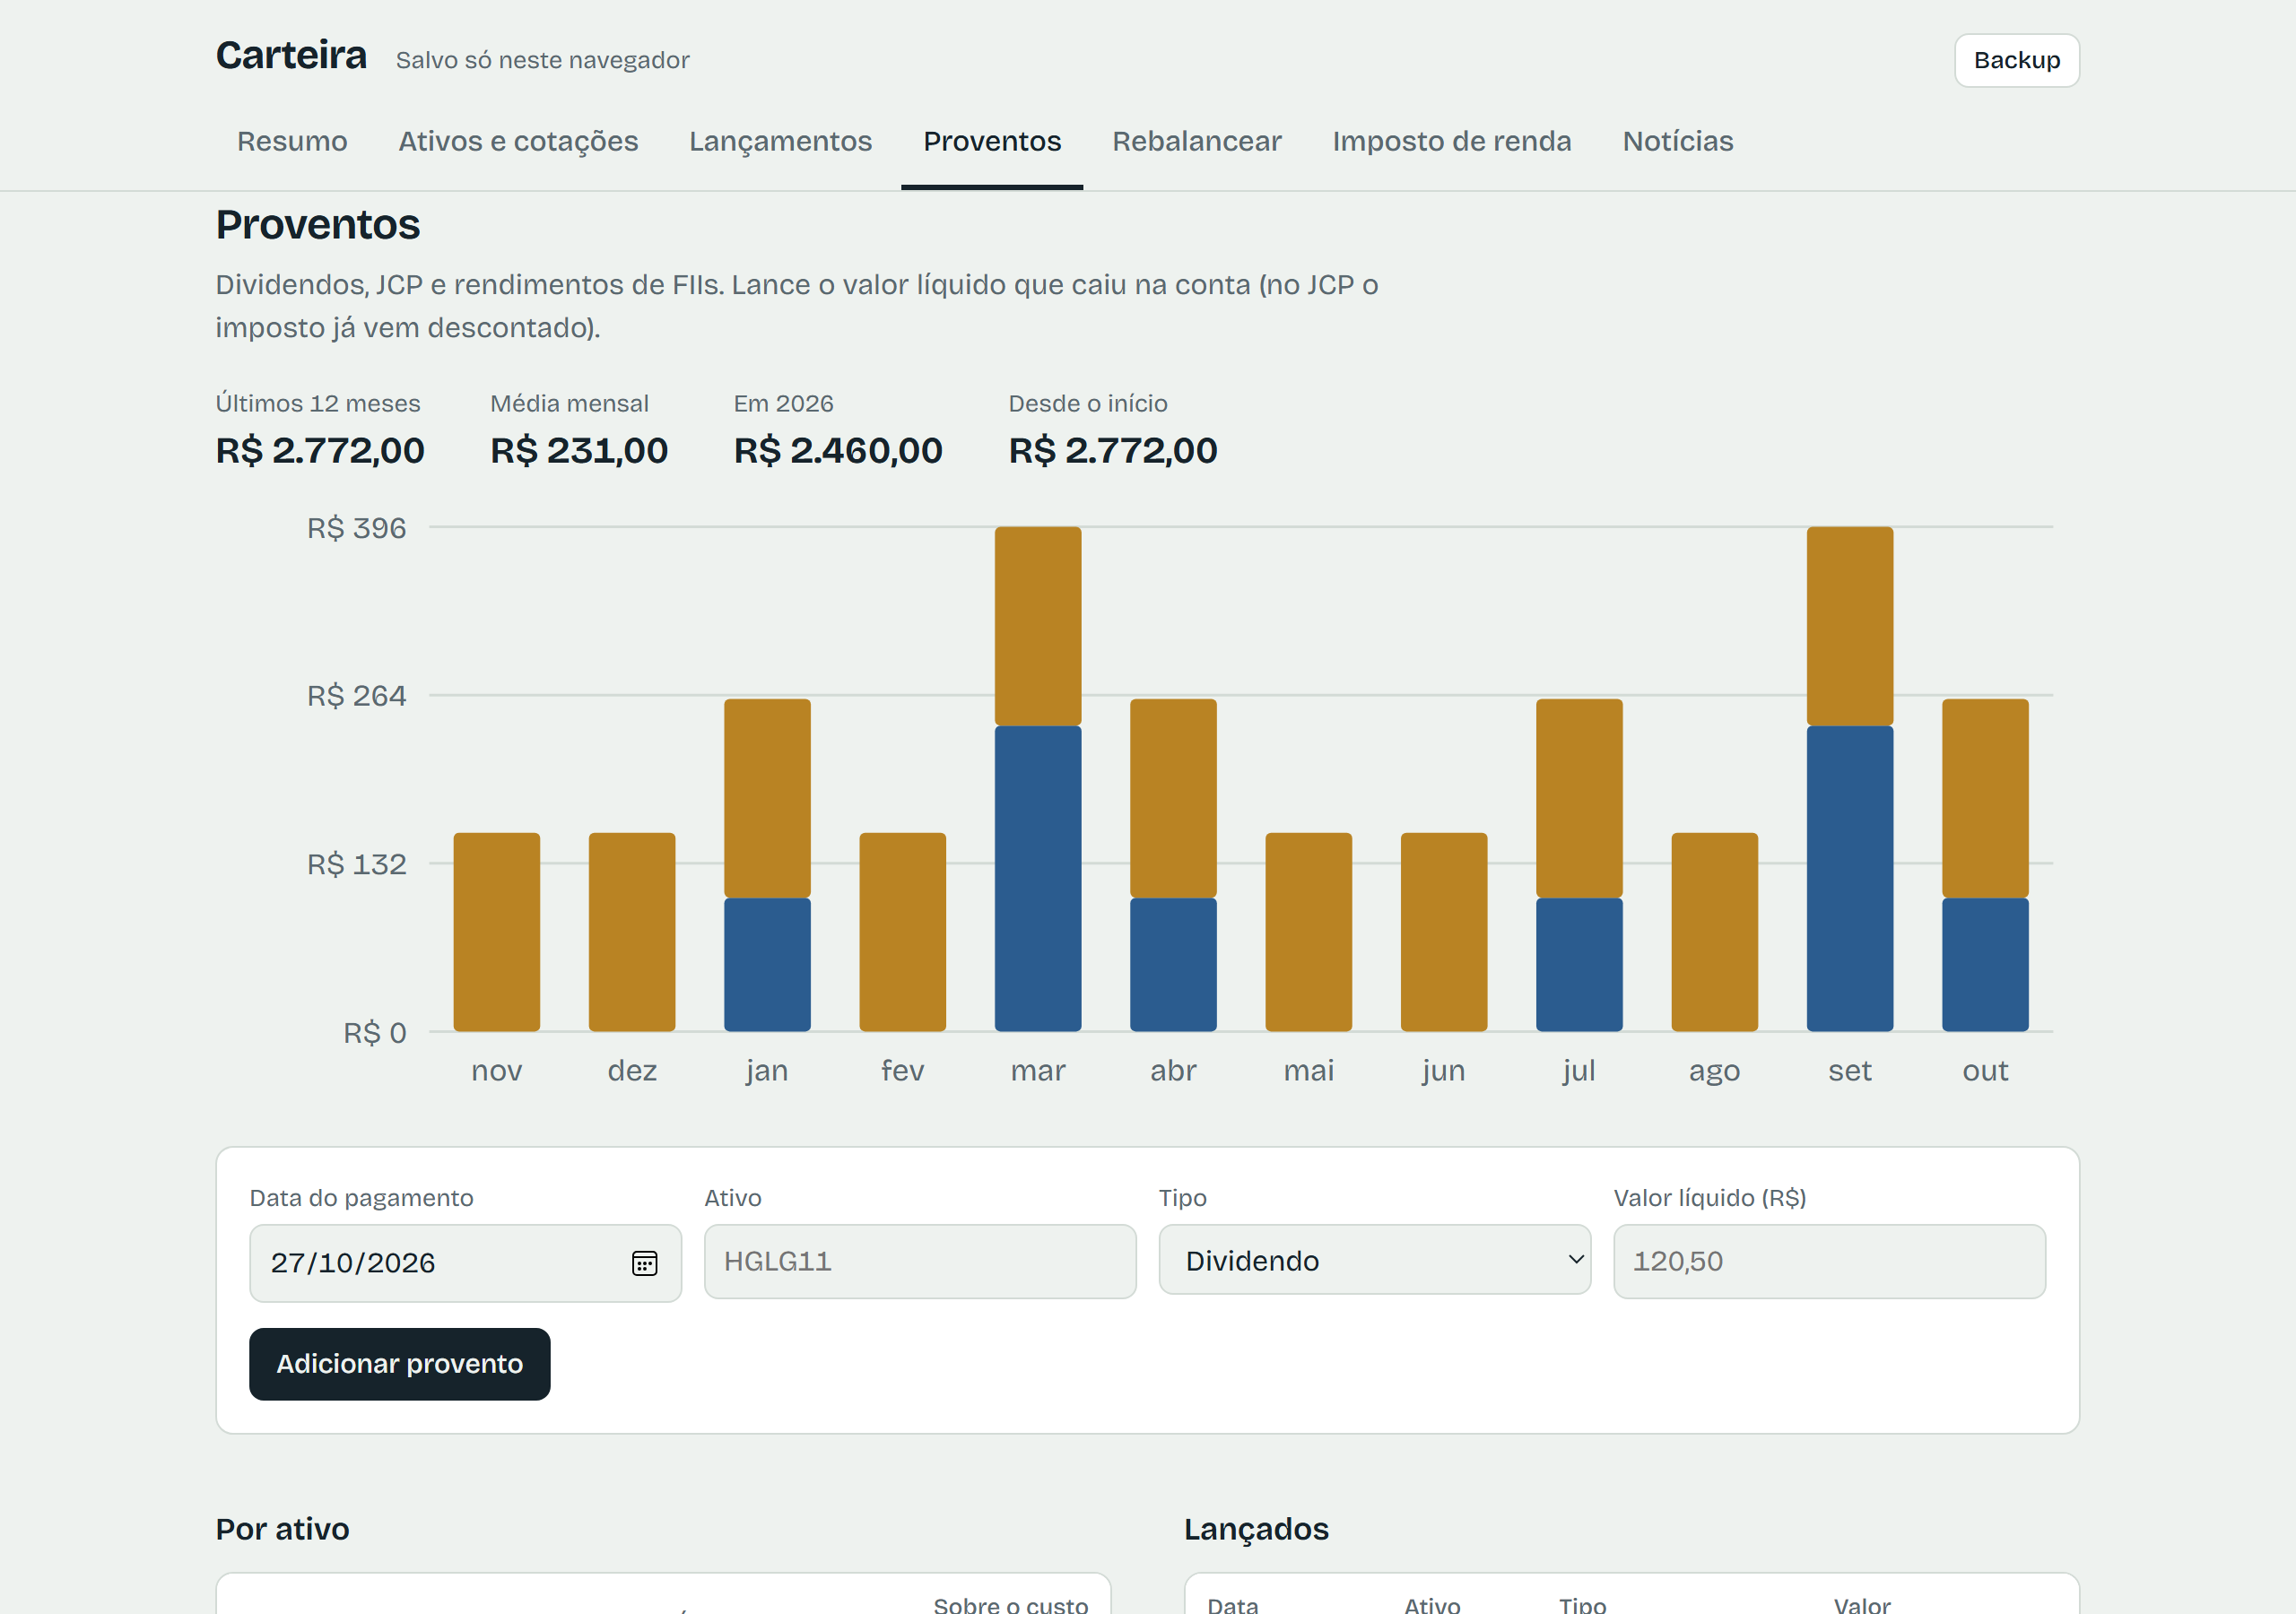 Carteira
Salvo só neste navegador
Backup
Resumo
Ativos e cotações
Lançamentos
Proventos
Rebalancear
Imposto de renda
Notícias
Proventos
Dividendos, JCP e rendimentos de FIIs. Lance o valor líquido que caiu na conta (no JCP o
imposto já vem descontado).
Últimos 12 meses
R$ 2.772,00
Média mensal
R$ 231,00
Em 2026
R$ 2.460,00
Desde o início
R$ 2.772,00
R$ 396
R$ 264
R$ 132
R$ 0
nov
dez
jan
fev
mar
abr
mai
jun
jul
ago
set
out
Data do pagamento
27/10/2026
Ativo
HGLG11
Tipo
Dividendo
Valor líquido (R$)
120,50
Adicionar provento
Por ativo
Sobre o custo
Lançados
Data
Ativo
Tipo
Valor